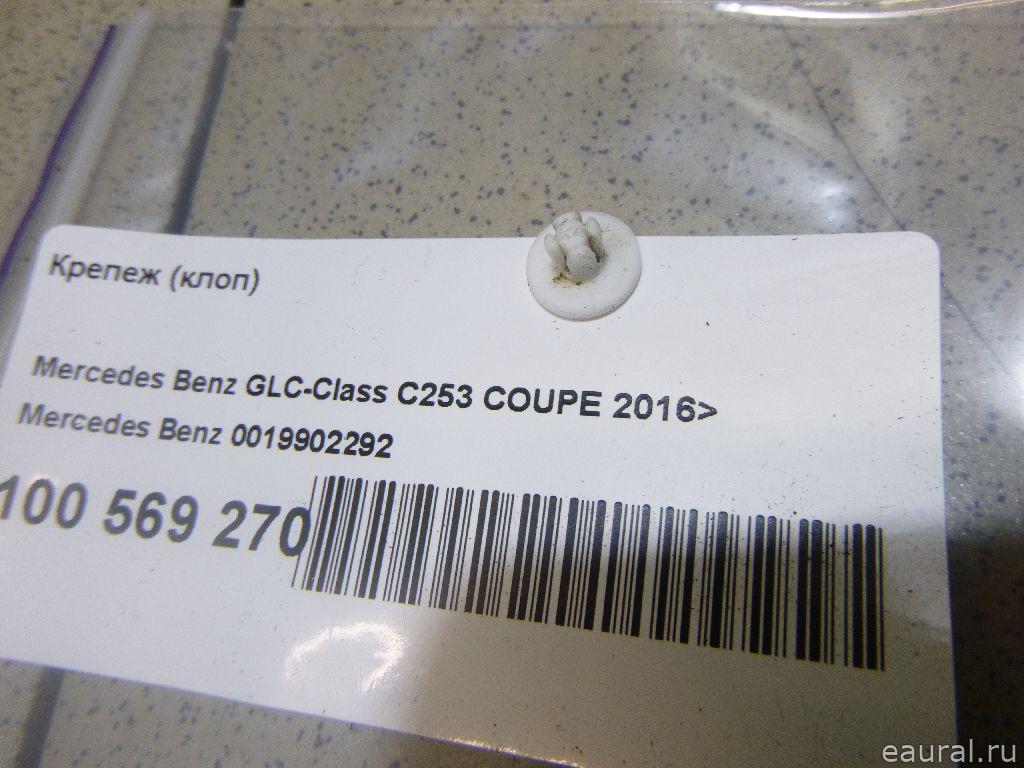 Крепеж (клоп)
Mercedes Benz GLC-Class C253 COUPE 2016>
Mercedes Benz 0019902292
100 569 270
eaural.ru